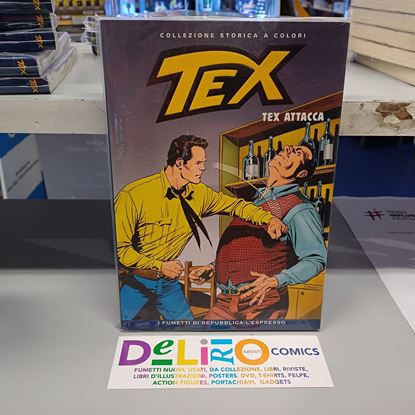 COLLEZIONE STORICA A COLORI
TEX
TEX ATTACCA
I FUMETTI DI REPUBBLICA-L'ESPRESSO
DELIRIO ABOUT COMICS
FUMETTI NUOVI, USATI, DA COLLEZIONE, LIBRI, RIVISTE,
LIBRI D'ILLUSTRAZIONI, POSTERS, DVD, T-SHIRTS, FELPE,
ACTION FIGURES, PORTACHIAVI, GADGETS